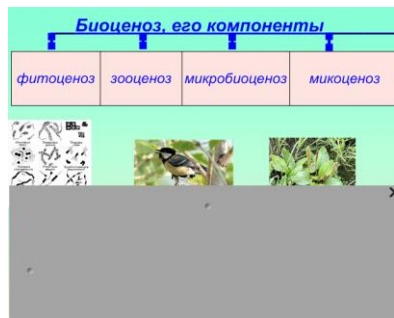 Биоценоз, его компоненты
фитоценоз
зооценоз
микробиоценоз
микоценоз